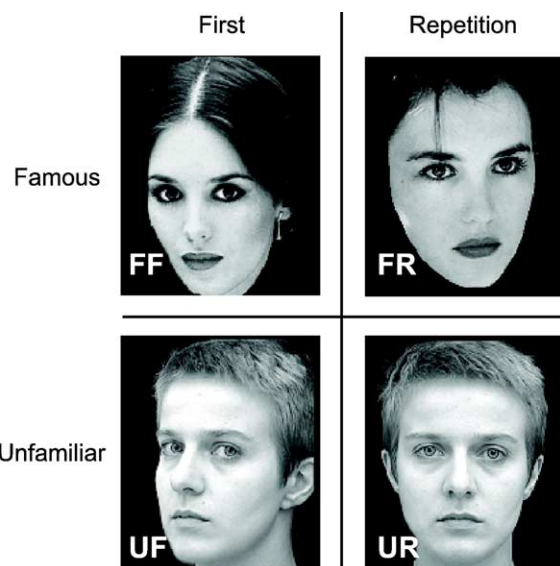 First
Repetition
Famous
FF
FR
Unfamiliar
UF
UR